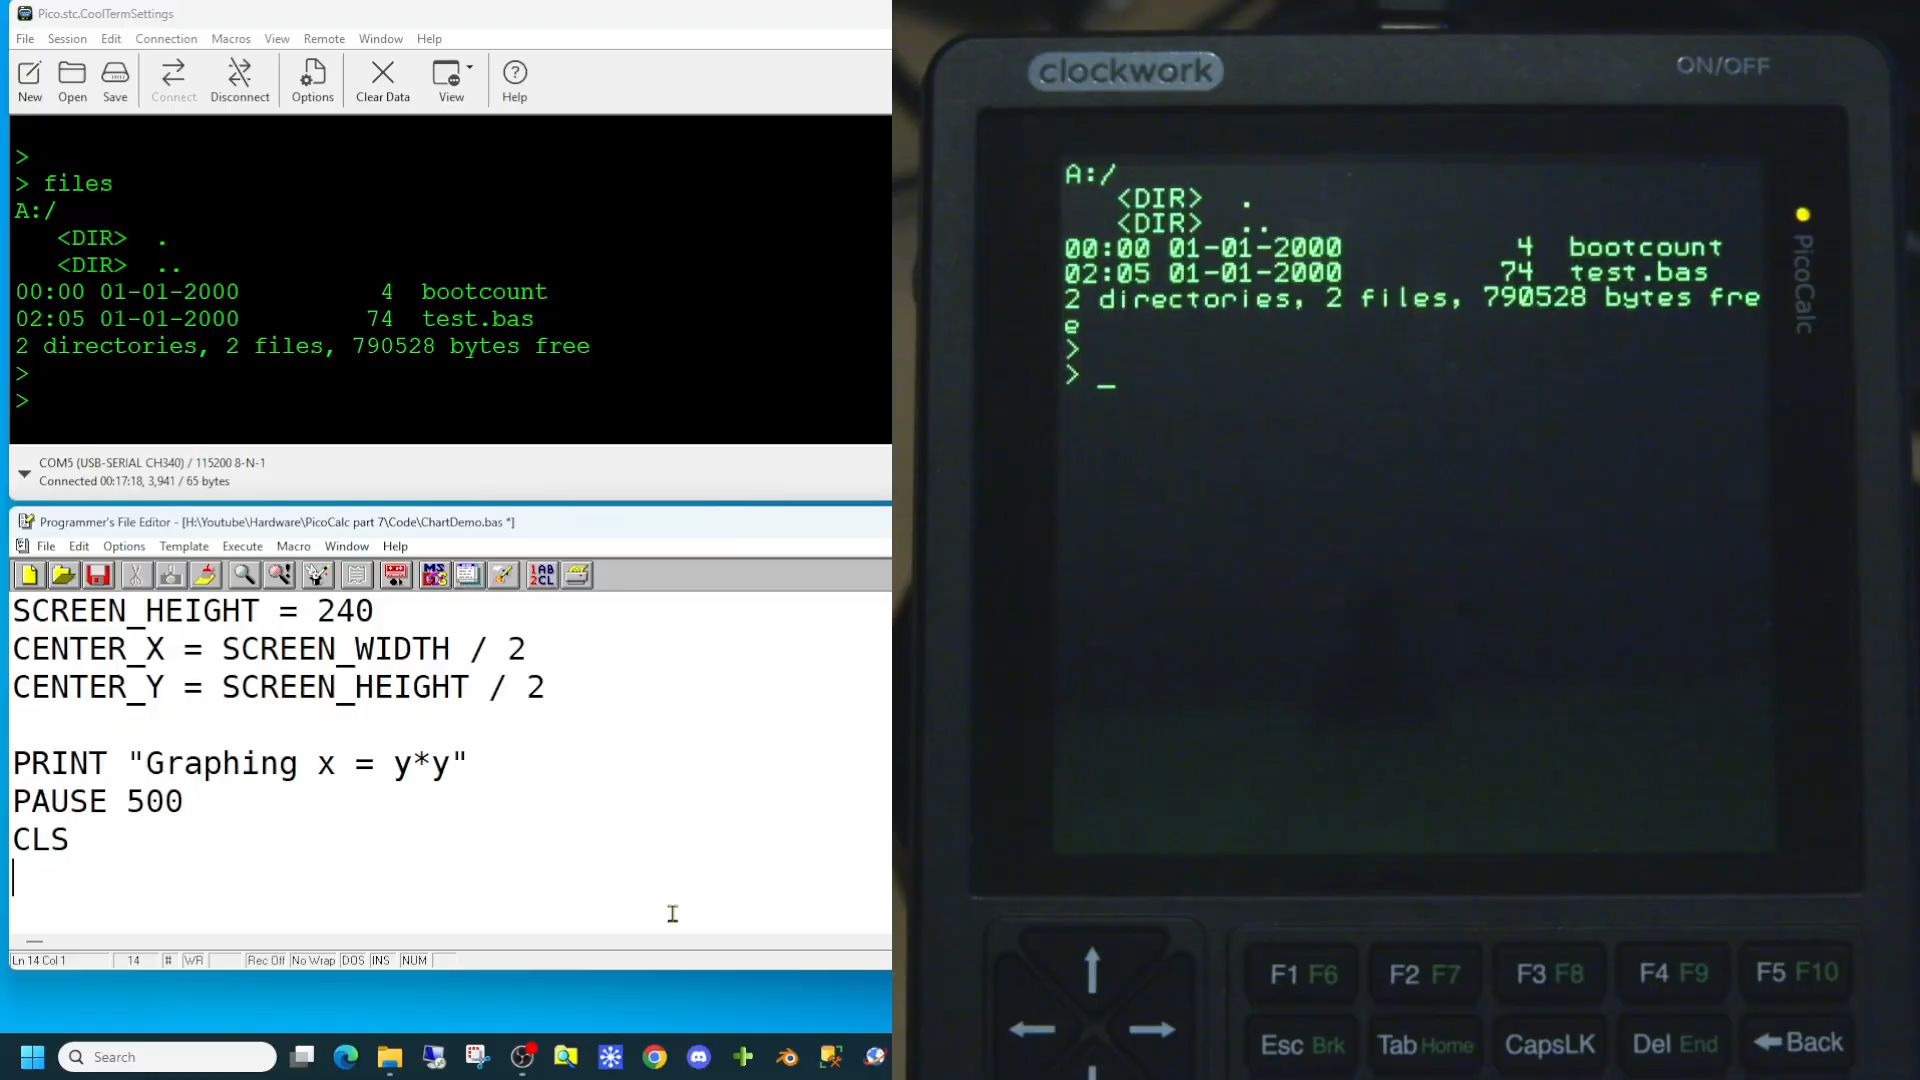 Pico.stc.CoolTermSettings
File Session Edit Connection Macros View Remote Window Help
New Open Save Connect Disconnect Options Clear Data View Help
>
> files
A:/
<DIR> .
<DIR> ..
00:00 01-01-2000 4 bootcount
02:05 01-01-2000 74 test.bas
2 directories, 2 files, 790528 bytes free
>
>
COM5 (USB-SERIAL CH340) / 115200 8-N-1
Connected 00:17:18, 3,941 / 65 bytes
Programmer's File Editor - [H:\Youtube\Hardware\PicoCalc part 7\Code\ChartDemo.bas *]
File Edit Options Template Execute Macro Window Help
SCREEN_HEIGHT = 240
CENTER_X = SCREEN_WIDTH / 2
CENTER_Y = SCREEN_HEIGHT / 2
PRINT "Graphing x = y*y"
PAUSE 500
CLS
Ln 14 Col 1 14 # WR Rec Off No Wrap DOS INS NUM
Search
clockwork
ON/OFF
A:/
<DIR> .
<DIR> ..
00:00 01-01-2000 4 bootcount
02:05 01-01-2000 74 test.bas
2 directories, 2 files, 790528 bytes fre
e
>
> _
PicoCalc
F1 F6 F2 F7 F3 F8 F4 F9 F5 F10
Esc Brk Tab Home CapsLK Del End Back